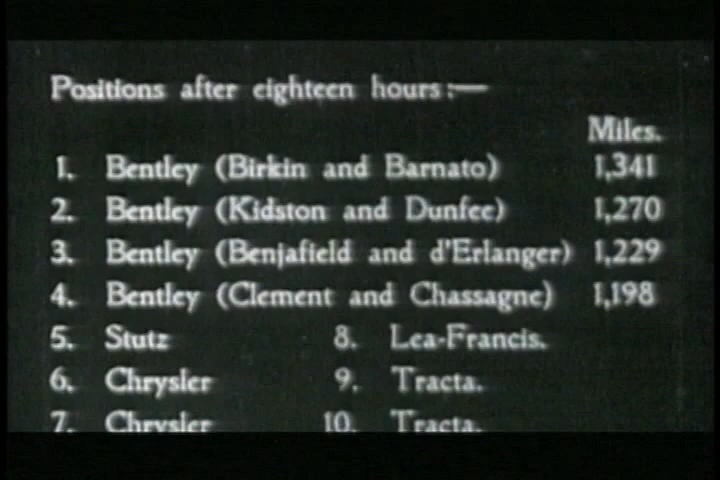 Positions after eighteen hours:—
Miles.
1. Bentley (Birkin and Barnato) 1,341
2. Bentley (Kidston and Dunfee) 1,270
3. Bentley (Benjafield and d'Erlanger) 1,229
4. Bentley (Clement and Chassagne) 1,198
5. Stutz 8. Lea-Francis.
6. Chrysler 9. Tracta.
7. Chrysler 10. Tracta.